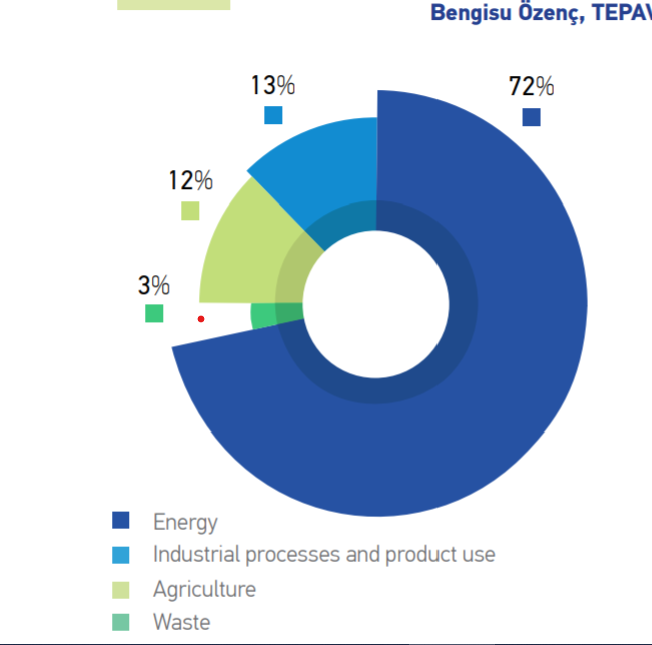 Bengisu Özenç, TEPAV
13%
72%
12%
3%
Energy
Industrial processes and product use
Agriculture
Waste